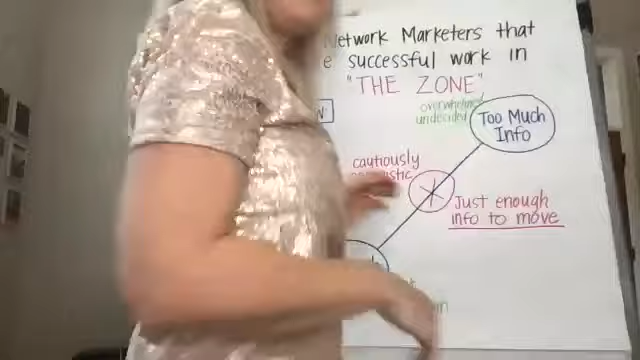 Network Marketers that
e successful work in
"THE ZONE"
overwhelmed
undecided
Too Much
Info
cautiously
Just enough
info to move